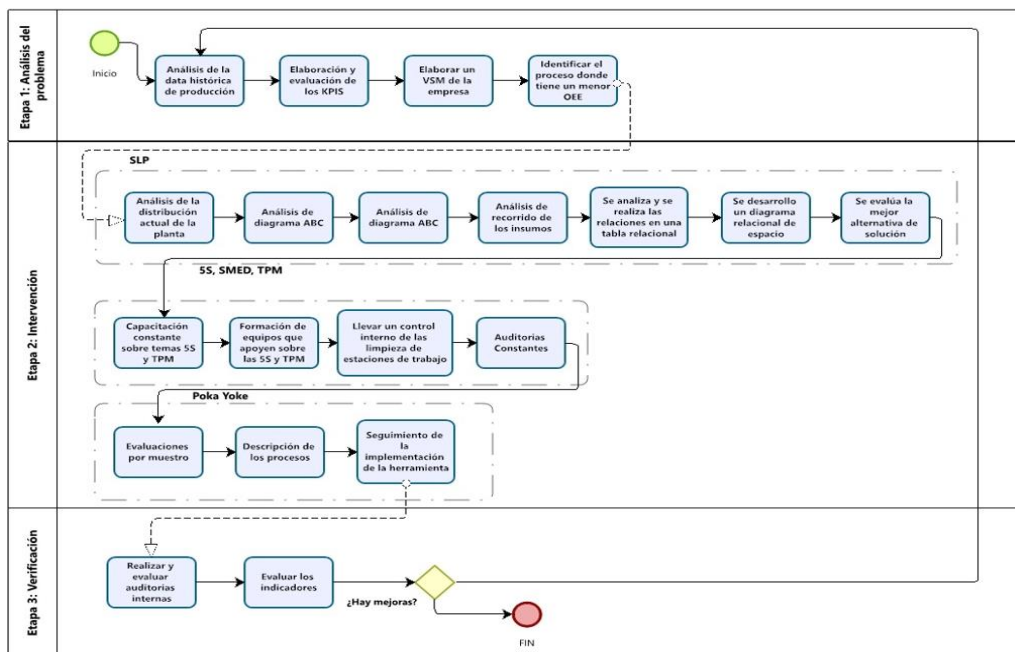 Etapa 1: Análisis del
problema
Inicio
Análisis de la
data histórica
de producción
Elaboración y
evaluación de
los KPIS
Elaborar un
VSM de la
empresa
Identificar el
proceso donde
tiene un menor
OEE
Etapa 2: Intervención
SLP
Análisis de la
distribución
actual de la
planta
Análisis de
diagrama ABC
Análisis de
diagrama ABC
Análisis de
recorrido de
los insumos
Se analiza y se
realiza las
relaciones en una
tabla relacional
Se desarrollo
un diagrama
relacional de
espacio
Se evalúa la
mejor
alternativa de
solución
5S, SMED, TPM
Capacitación
constante
sobre temas 5S
y TPM
Formación de
equipos que
apoyen sobre
las 5S y TPM
Llevar un control
interno de las
limpieza de
estaciones de trabajo
Auditorias
Constantes
Poka Yoke
Evaluaciones
por muestro
Descripción de
los procesos
Seguimiento de
la
implementación
de la herramienta
Etapa 3: Verificación
Realizar y
evaluar
auditorias
internas
Evaluar los
indicadores
¿Hay mejoras?
FIN